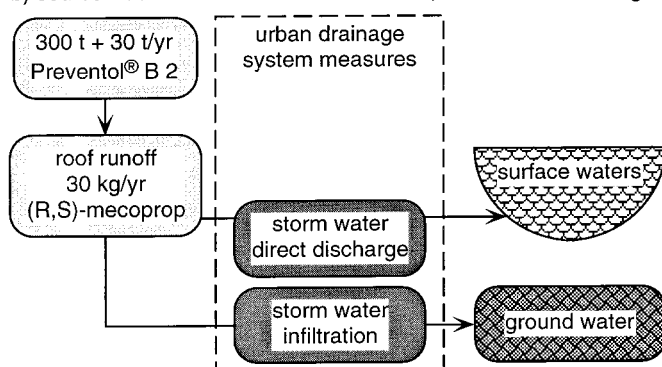 300 t + 30 t/yr
Preventol® B 2
urban drainage
system measures
roof runoff
30 kg/yr
(R,S)-mecoprop
surface waters
storm water
direct discharge
storm water
infiltration
ground water